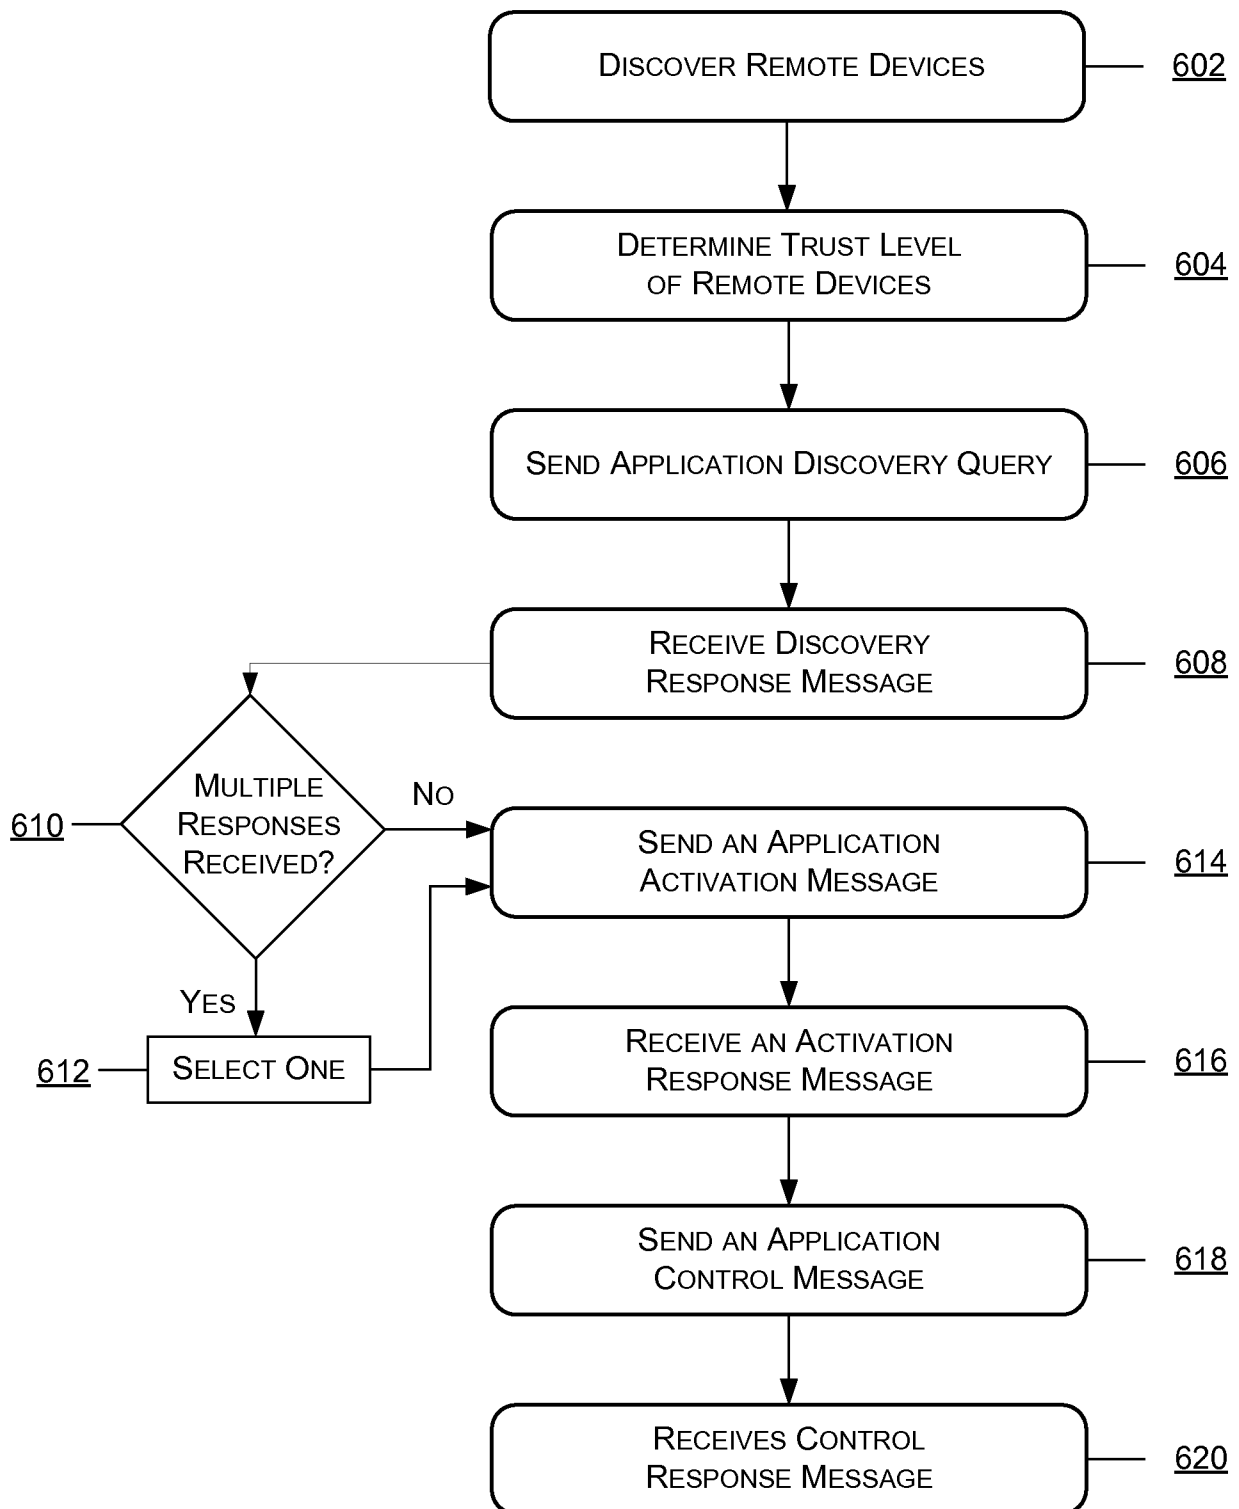 DISCOVER REMOTE DEVICES
602
DETERMINE TRUST LEVEL
OF REMOTE DEVICES
604
SEND APPLICATION DISCOVERY QUERY
606
RECEIVE DISCOVERY
RESPONSE MESSAGE
608
MULTIPLE
RESPONSES
RECEIVED?
610
NO
YES
SELECT ONE
612
SEND AN APPLICATION
ACTIVATION MESSAGE
614
RECEIVE AN ACTIVATION
RESPONSE MESSAGE
616
SEND AN APPLICATION
CONTROL MESSAGE
618
RECEIVES CONTROL
RESPONSE MESSAGE
620